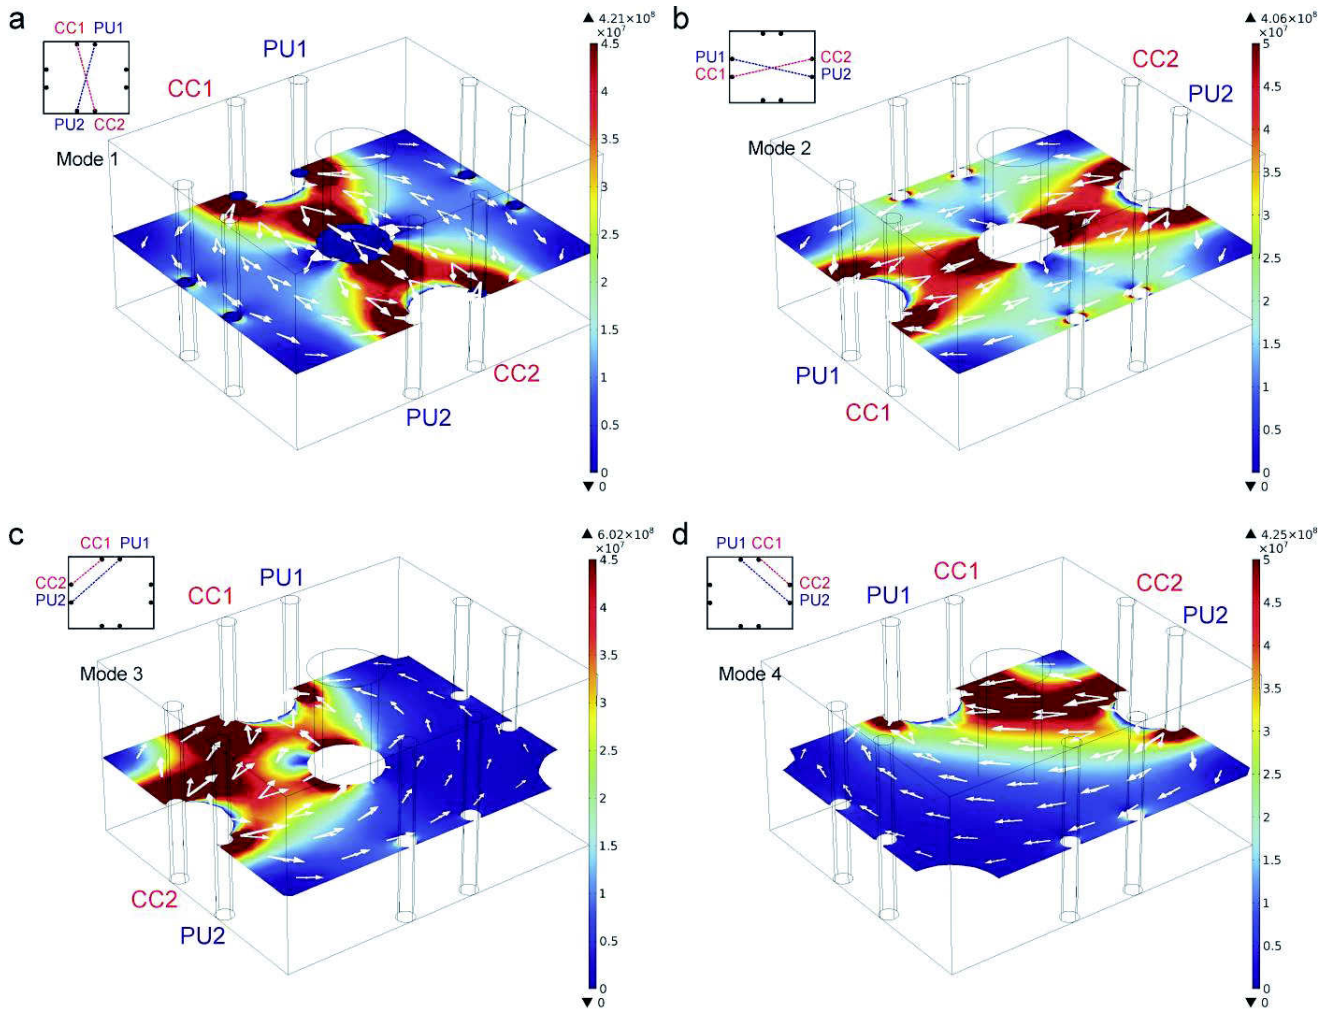 a
CC1 PU1
PU2 CC2
Mode 1
CC1
PU1
PU2
CC2
▲ 4.21×10⁸
×10⁷
4.5
4
3.5
3
2.5
2
1.5
1
0.5
0
▼ 0
b
PU1 CC2
CC1 PU2
Mode 2
CC2
PU2
PU1
CC1
▲ 4.06×10⁸
×10⁷
5
4.5
4
3.5
3
2.5
2
1.5
1
0.5
0
▼ 0
c
CC1 PU1
CC2
PU2
Mode 3
CC1
PU1
CC2
PU2
▲ 6.02×10⁸
×10⁷
4.5
4
3.5
3
2.5
2
1.5
1
0.5
0
▼ 0
d
PU1 CC1
CC2
PU2
Mode 4
PU1
CC1
CC2
PU2
▲ 4.25×10⁸
×10⁷
5
4.5
4
3.5
3
2.5
2
1.5
1
0.5
0
▼ 0